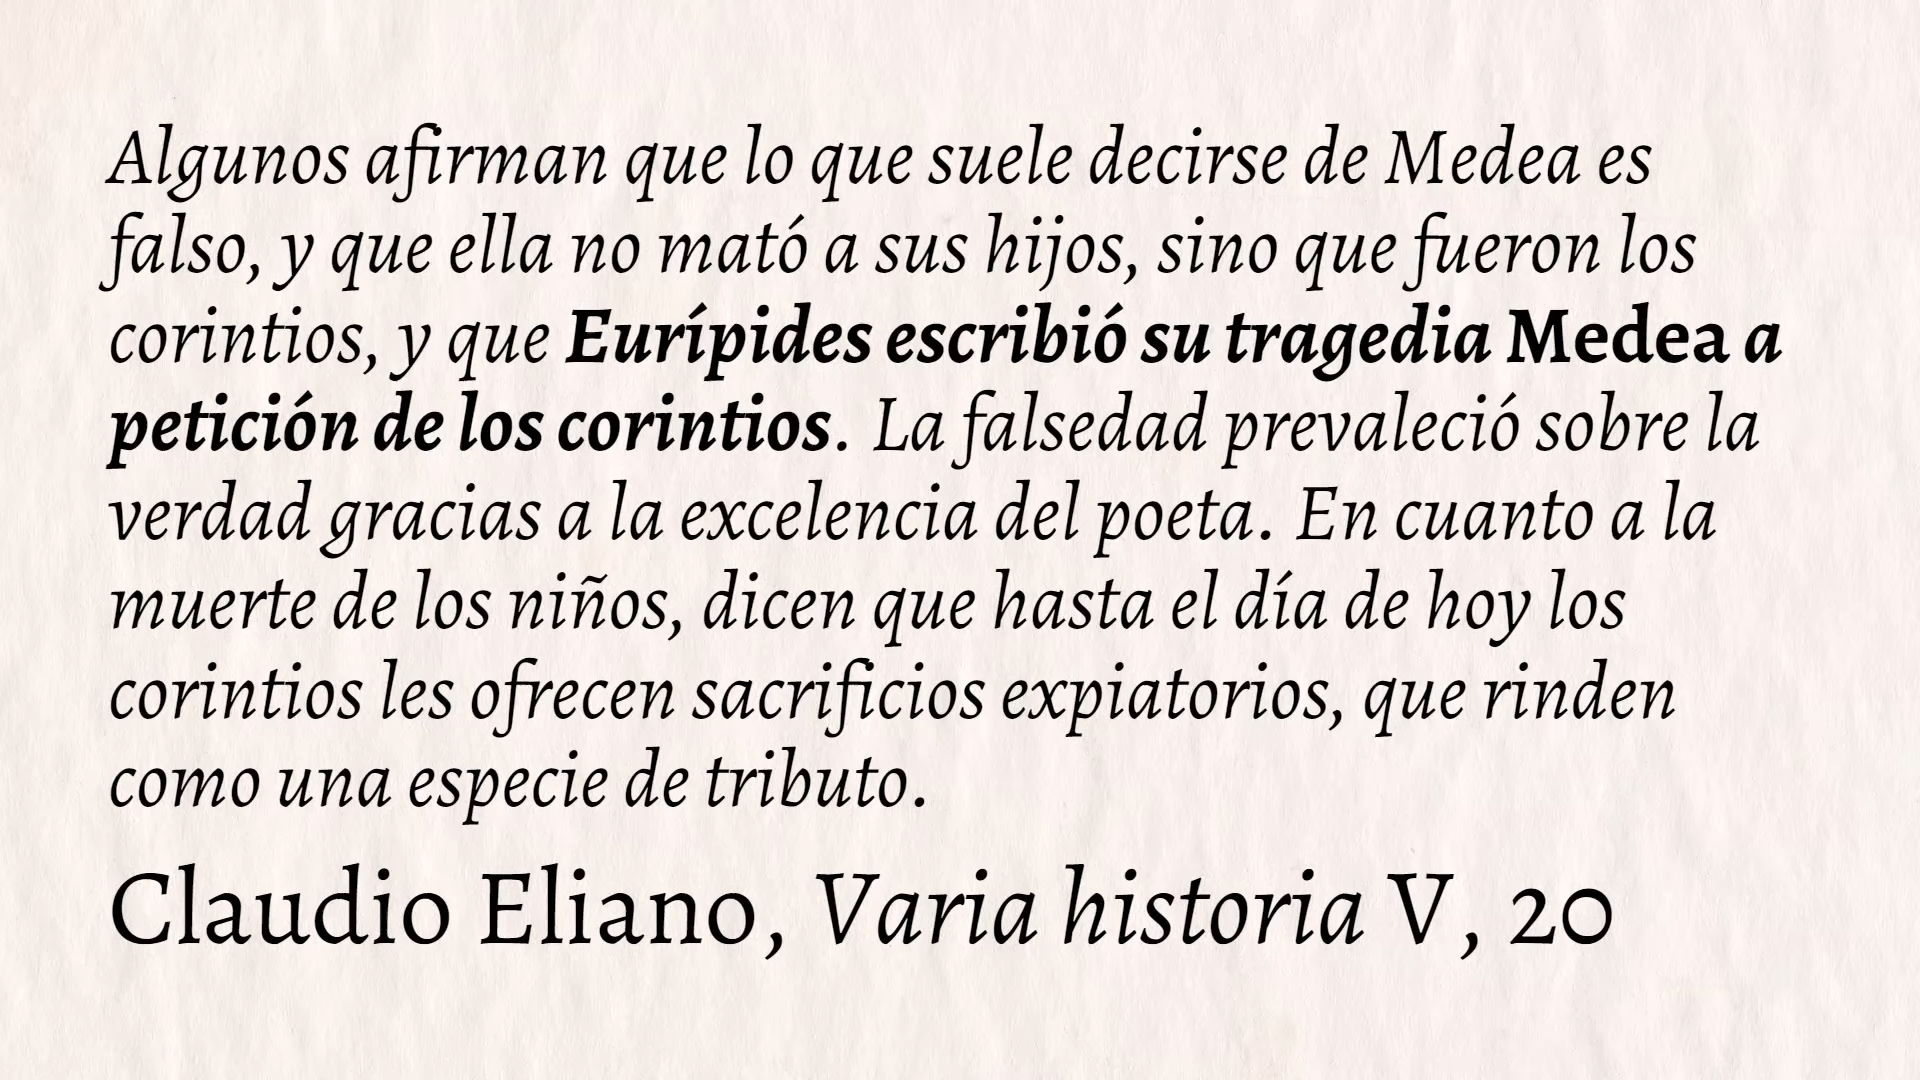 Algunos afirman que lo que suele decirse de Medea es
falso, y que ella no mató a sus hijos, sino que fueron los
corintios, y que Eurípides escribió su tragedia Medea a
petición de los corintios. La falsedad prevaleció sobre la
verdad gracias a la excelencia del poeta. En cuanto a la
muerte de los niños, dicen que hasta el día de hoy los
corintios les ofrecen sacrificios expiatorios, que rinden
como una especie de tributo.
Claudio Eliano, Varia historia V, 20